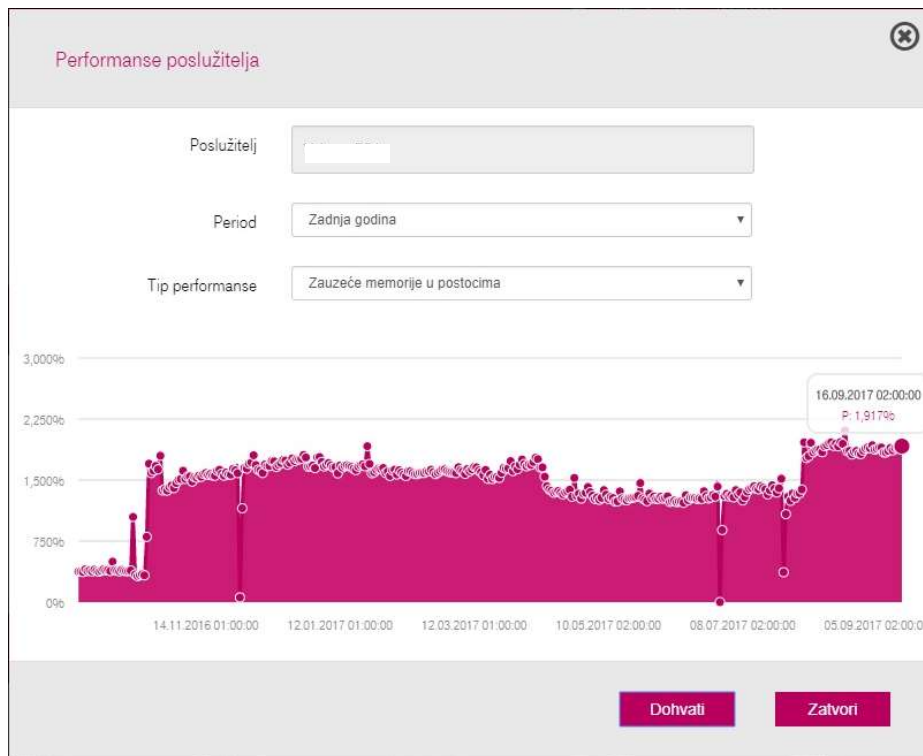 Performanse poslužitelja
Poslužitelj
Period
Zadnja godina
Tip performanse
Zauzeće memorije u postocima
3,000%
2,250%
1,500%
750%
0%
16.09.2017 02:00:00
P: 1,917%
14.11.2016 01:00:00
12.01.2017 01:00:00
12.03.2017 01:00:00
10.05.2017 02:00:00
08.07.2017 02:00:00
05.09.2017 02:00:0
Dohvati
Zatvori